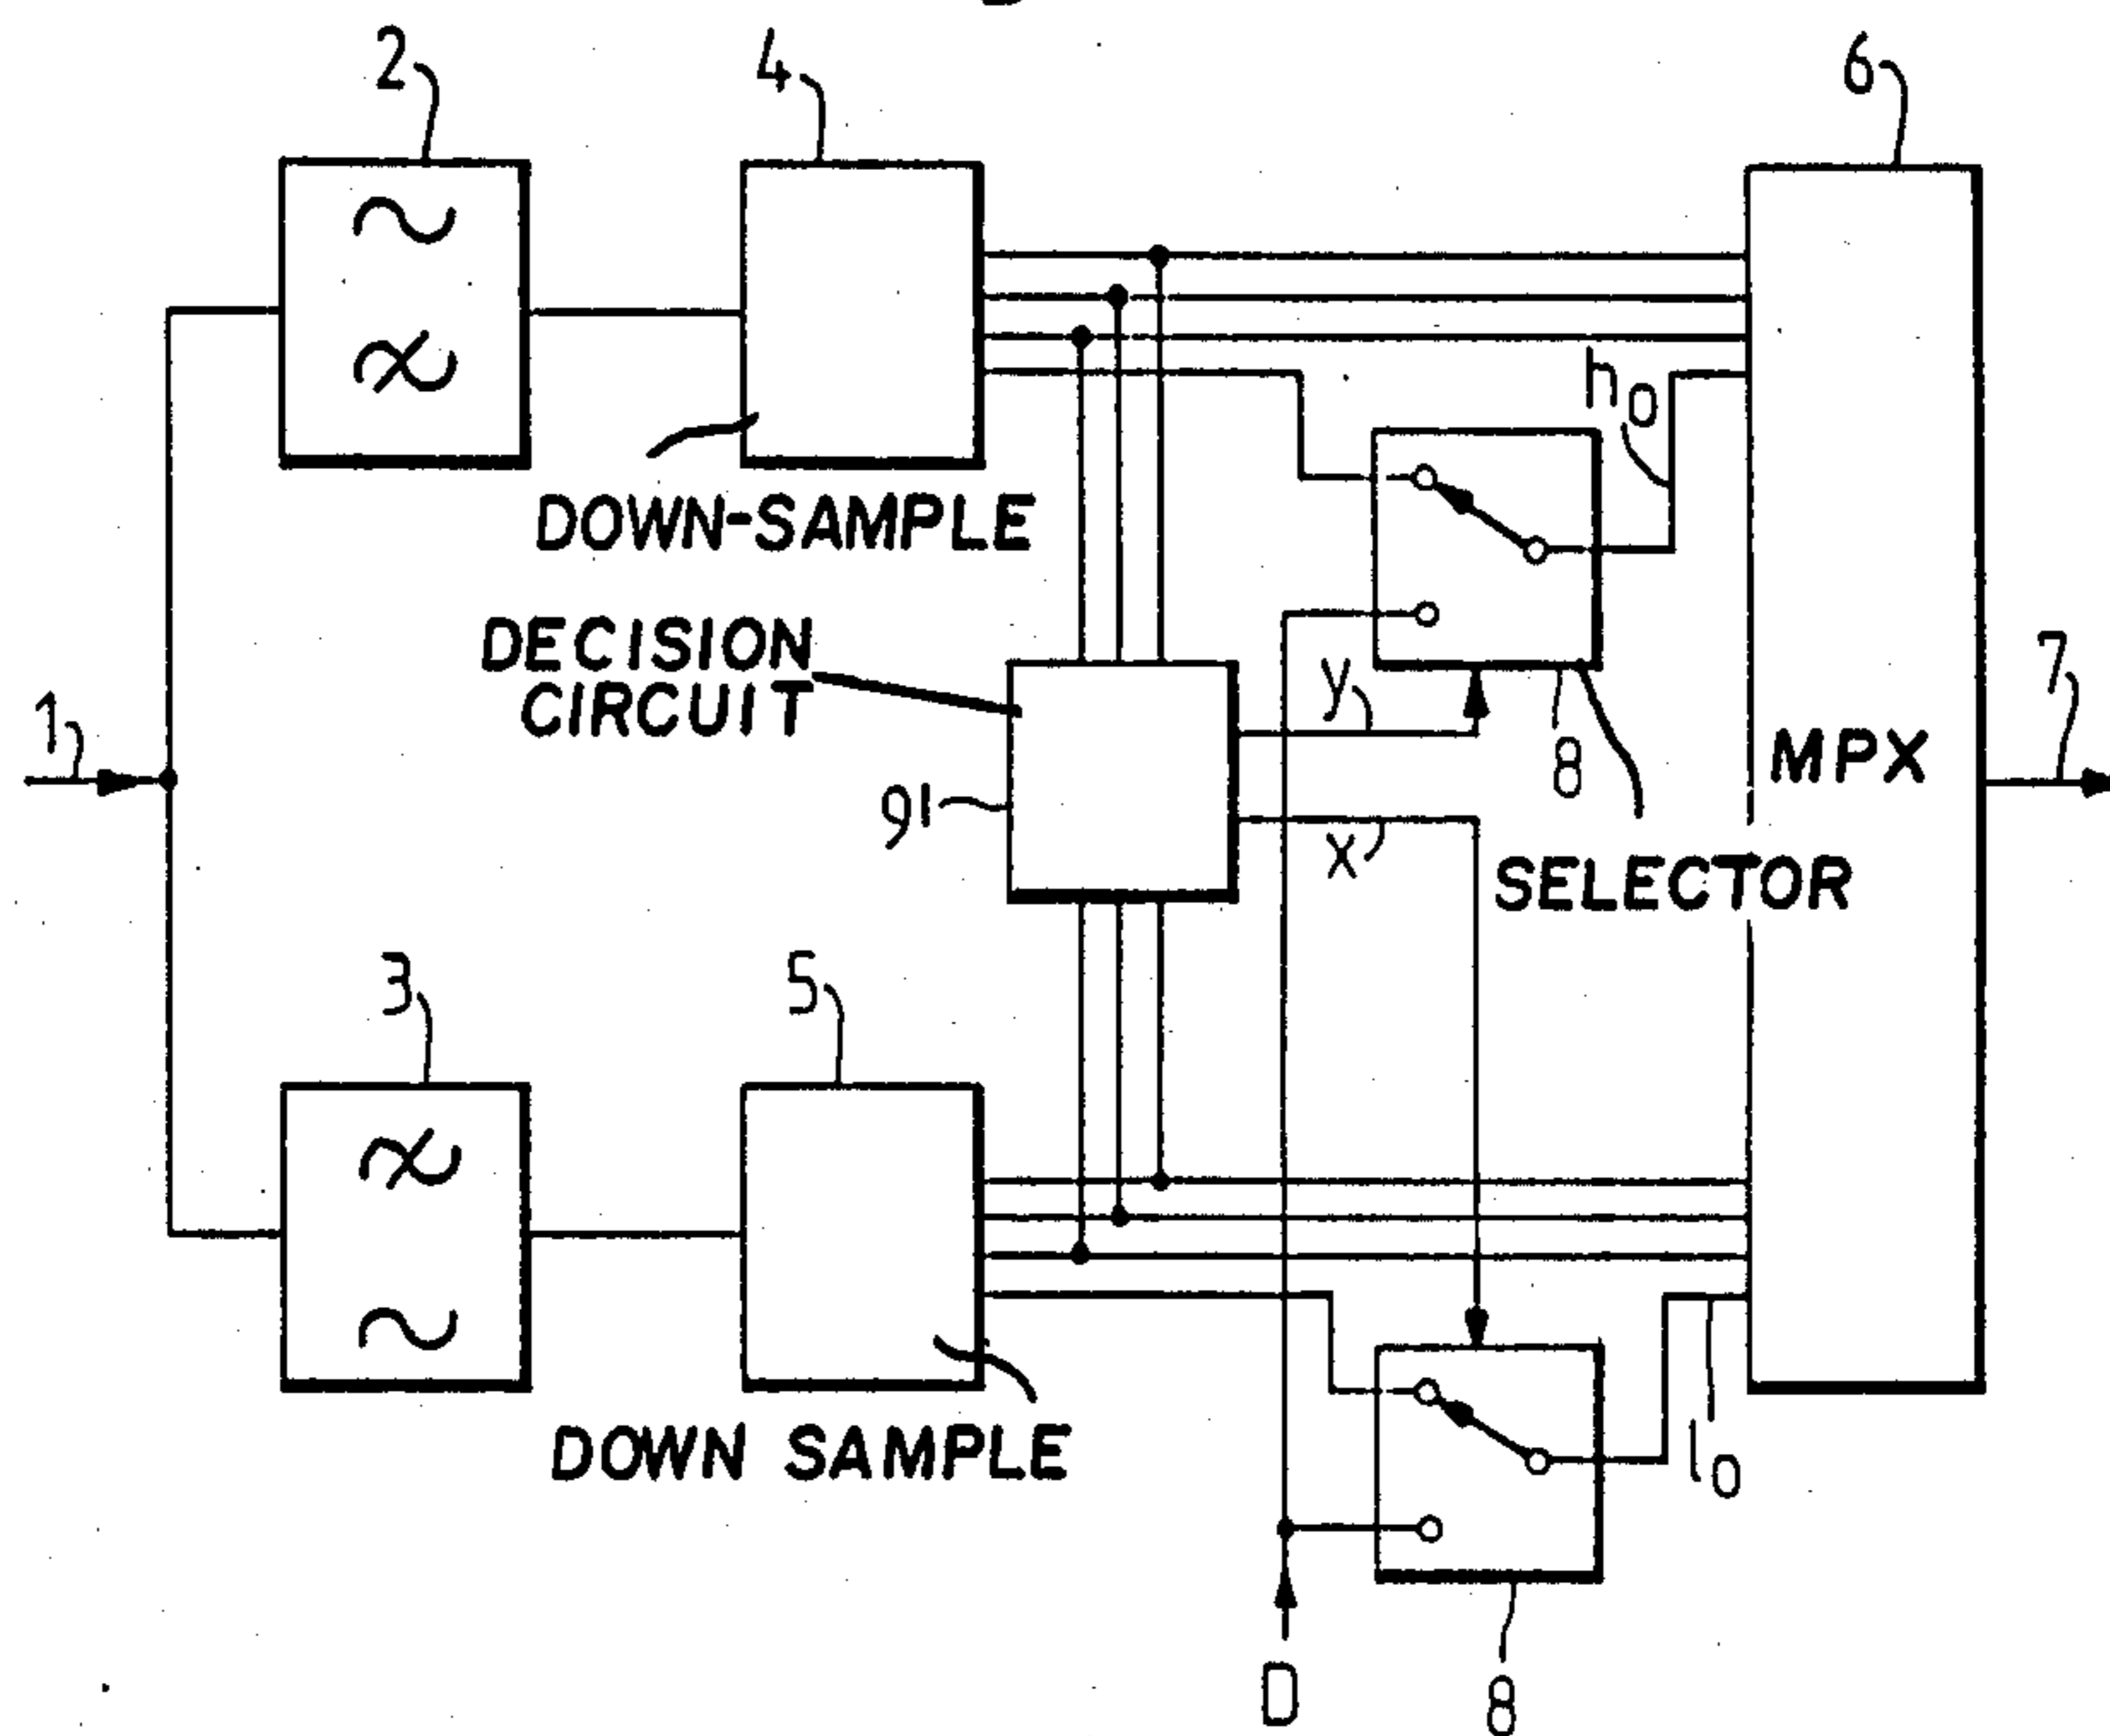 2
4
6
h0
DOWN-SAMPLE
DECISION
CIRCUIT
y
1
8
MPX
7
91
x
SELECTOR
3
5
DOWN SAMPLE
l0
D
8